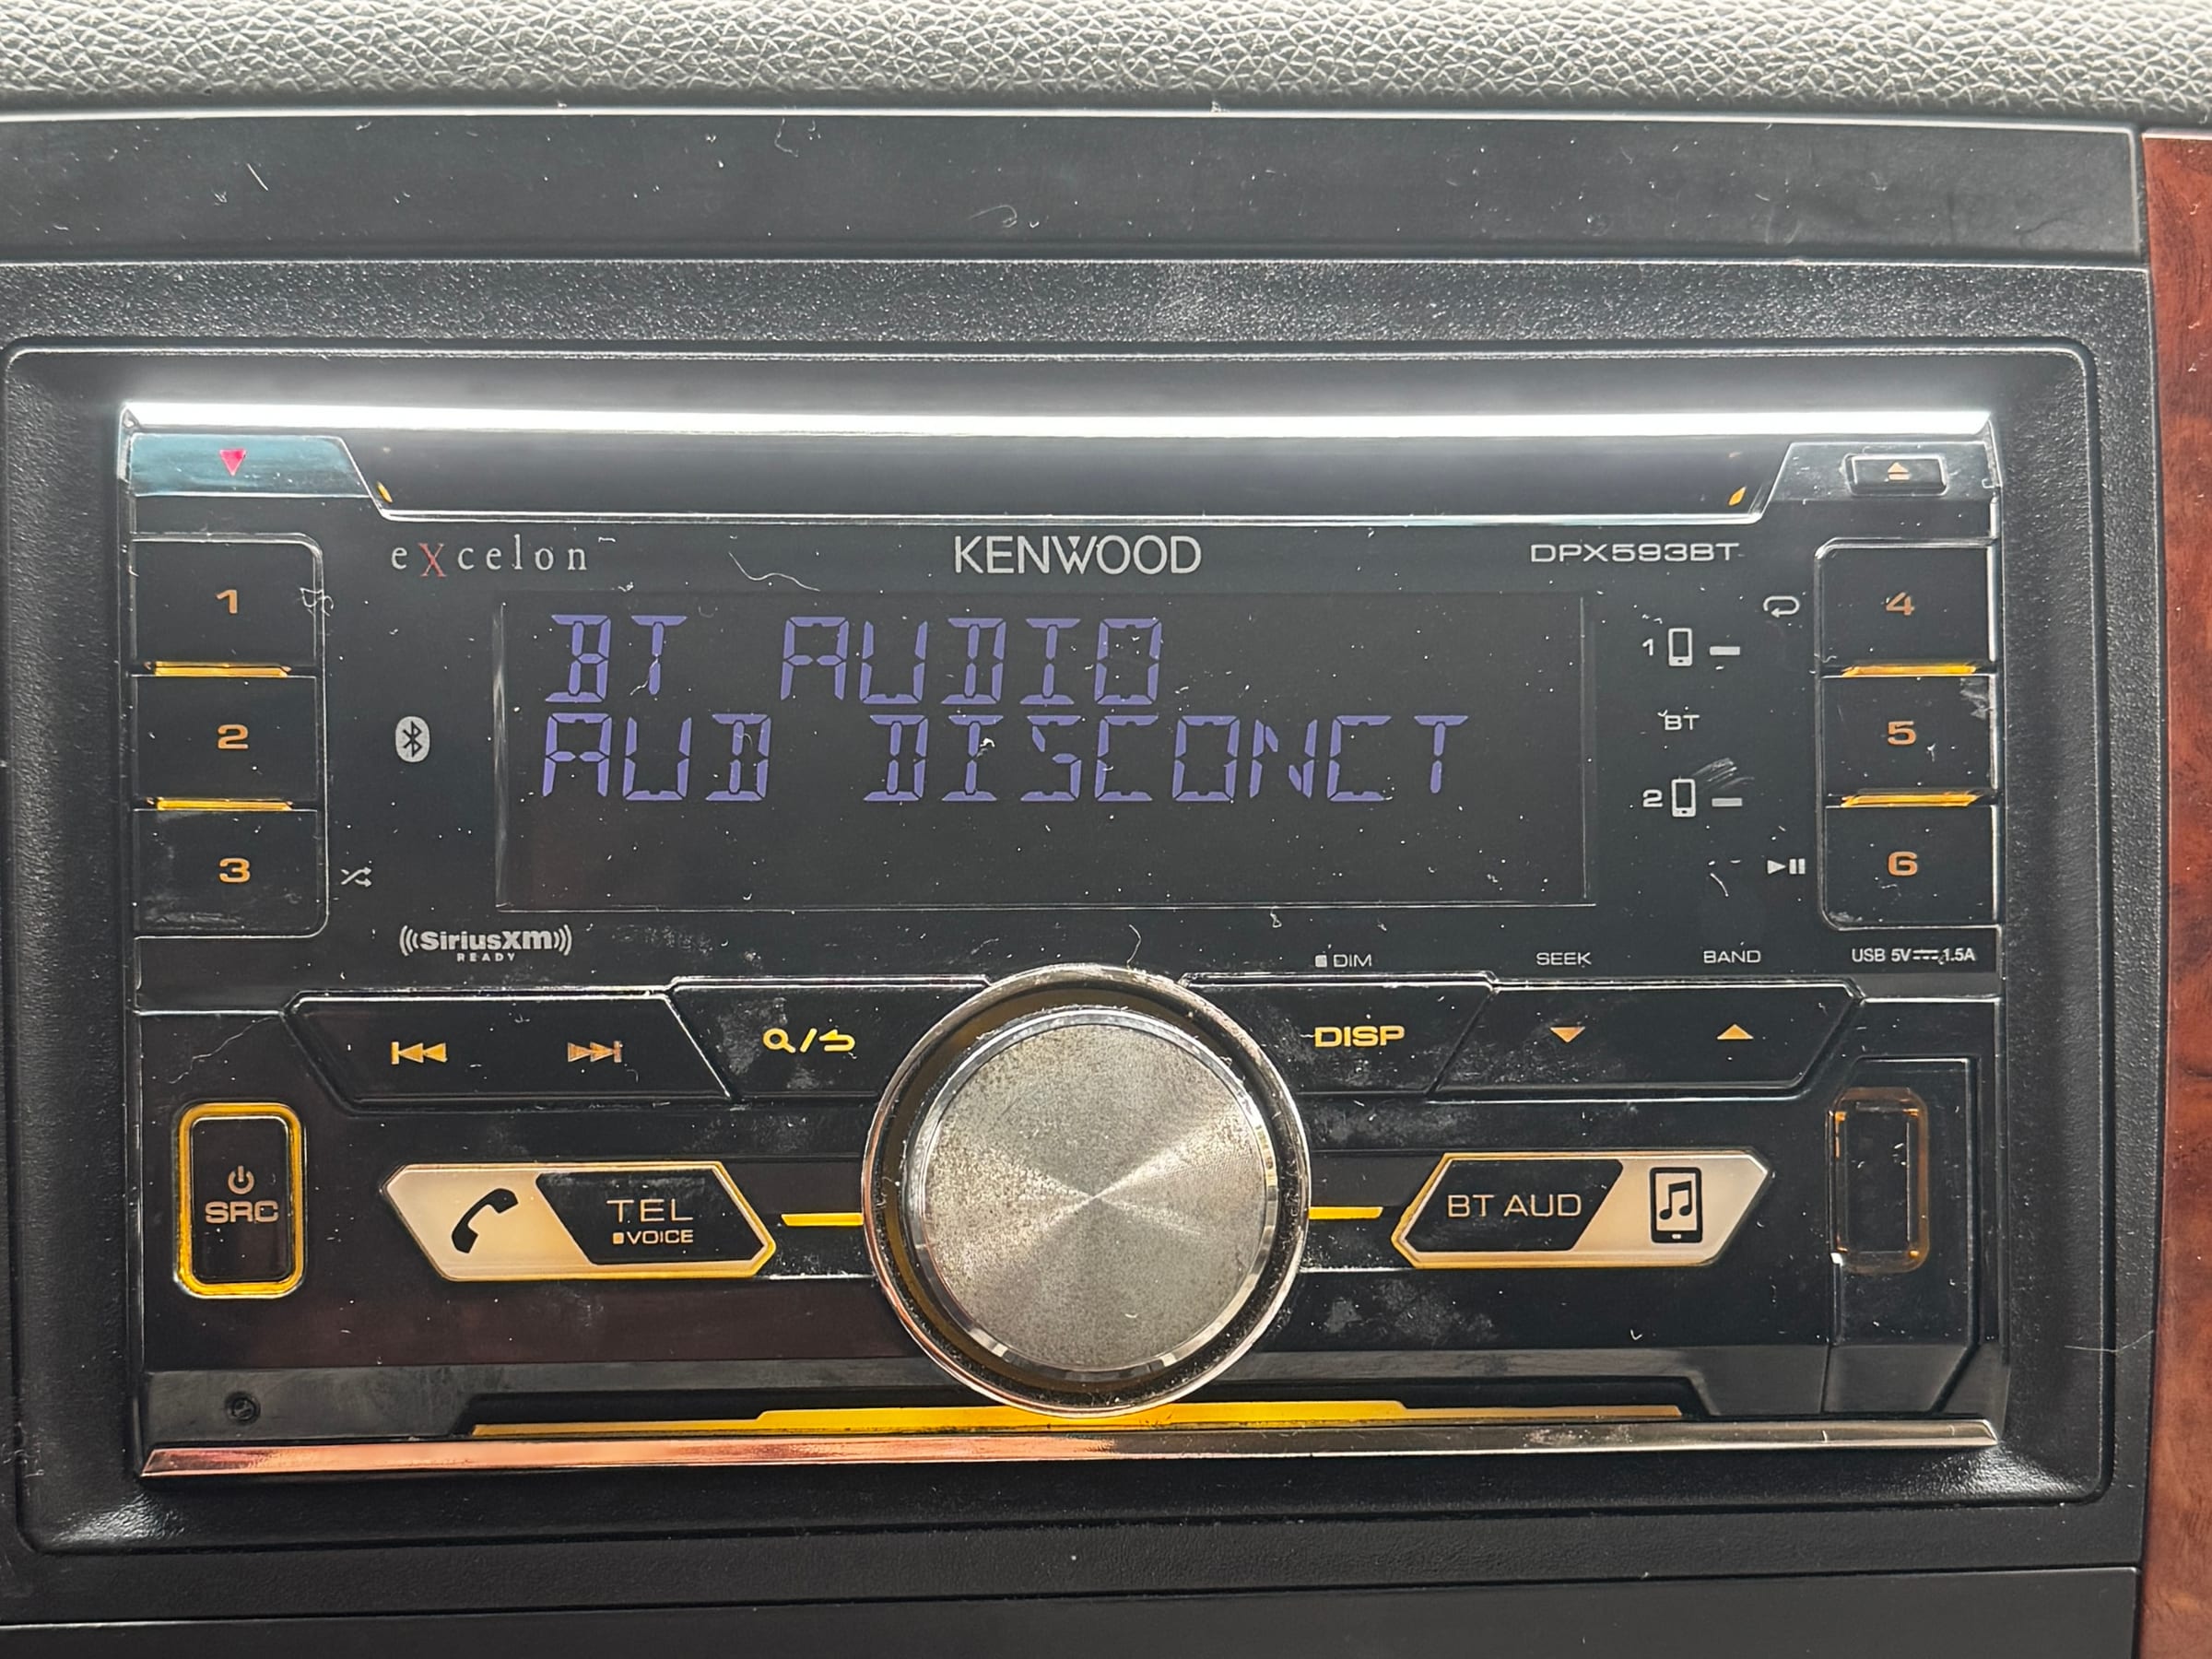 excelon KENWOOD DPX593BT
1
2
3
BT AUDIO
AUD DISCONCT
1
BT
2
4
5
6
((SiriusXm))
READY
DIM SEEK BAND USB 5V 1.5A
DISP
SRC
TEL
VOICE
BT AUD